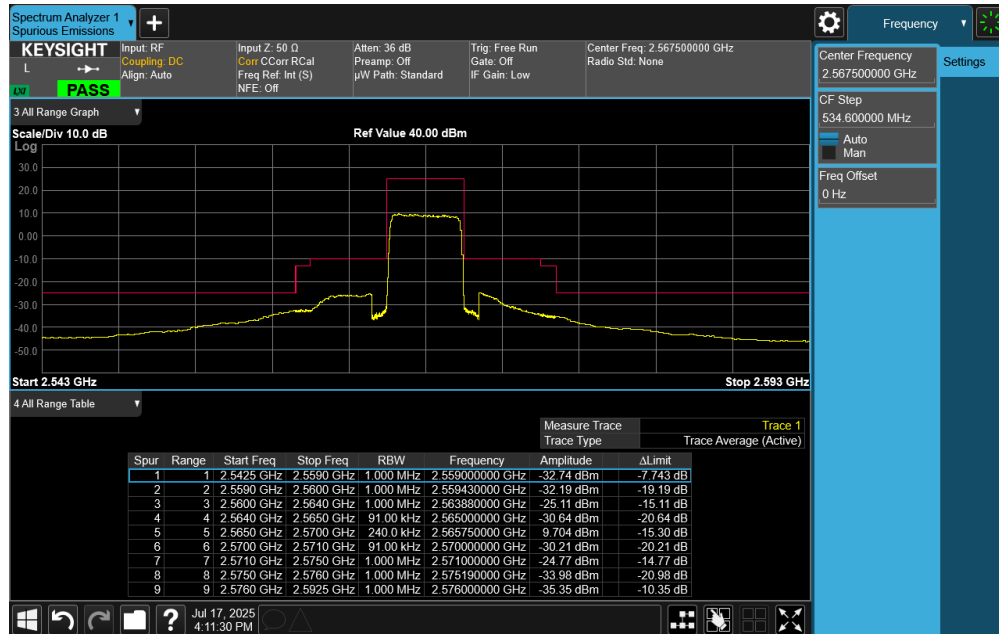 Spectrum Analyzer 1
Spurious Emissions
Frequency
KEYSIGHT
L
LXI
PASS
Input: RF
Coupling: DC
Align: Auto
Input Z: 50 Ω
Corr CCorr RCal
Freq Ref: Int (S)
NFE: Off
Atten: 36 dB
Preamp: Off
µW Path: Standard
Trig: Free Run
Gate: Off
IF Gain: Low
Center Freq: 2.567500000 GHz
Radio Std: None
Center Frequency
2.567500000 GHz
Settings
CF Step
534.600000 MHz
Auto
Man
Freq Offset
0 Hz
3 All Range Graph
Scale/Div 10.0 dB
Ref Value 40.00 dBm
Log
30.0
20.0
10.0
0.00
-10.0
-20.0
-30.0
-40.0
-50.0
Start 2.543 GHz
Stop 2.593 GHz
4 All Range Table
Measure Trace Trace 1
Trace Type Trace Average (Active)
Spur Range Start Freq Stop Freq RBW Frequency Amplitude ΔLimit
1 1 2.5425 GHz 2.5590 GHz 1.000 MHz 2.559000000 GHz -32.74 dBm -7.743 dB
2 2 2.5590 GHz 2.5600 GHz 1.000 MHz 2.559430000 GHz -32.19 dBm -19.19 dB
3 3 2.5600 GHz 2.5640 GHz 1.000 MHz 2.563880000 GHz -25.11 dBm -15.11 dB
4 4 2.5640 GHz 2.5650 GHz 91.00 kHz 2.565000000 GHz -30.64 dBm -20.64 dB
5 5 2.5650 GHz 2.5700 GHz 240.0 kHz 2.565750000 GHz 9.704 dBm -15.30 dB
6 6 2.5700 GHz 2.5710 GHz 91.00 kHz 2.570000000 GHz -30.21 dBm -20.21 dB
7 7 2.5710 GHz 2.5750 GHz 1.000 MHz 2.571000000 GHz -24.77 dBm -14.77 dB
8 8 2.5750 GHz 2.5760 GHz 1.000 MHz 2.575190000 GHz -33.98 dBm -20.98 dB
9 9 2.5760 GHz 2.5925 GHz 1.000 MHz 2.576000000 GHz -35.35 dBm -10.35 dB
Jul 17, 2025
4:11:30 PM